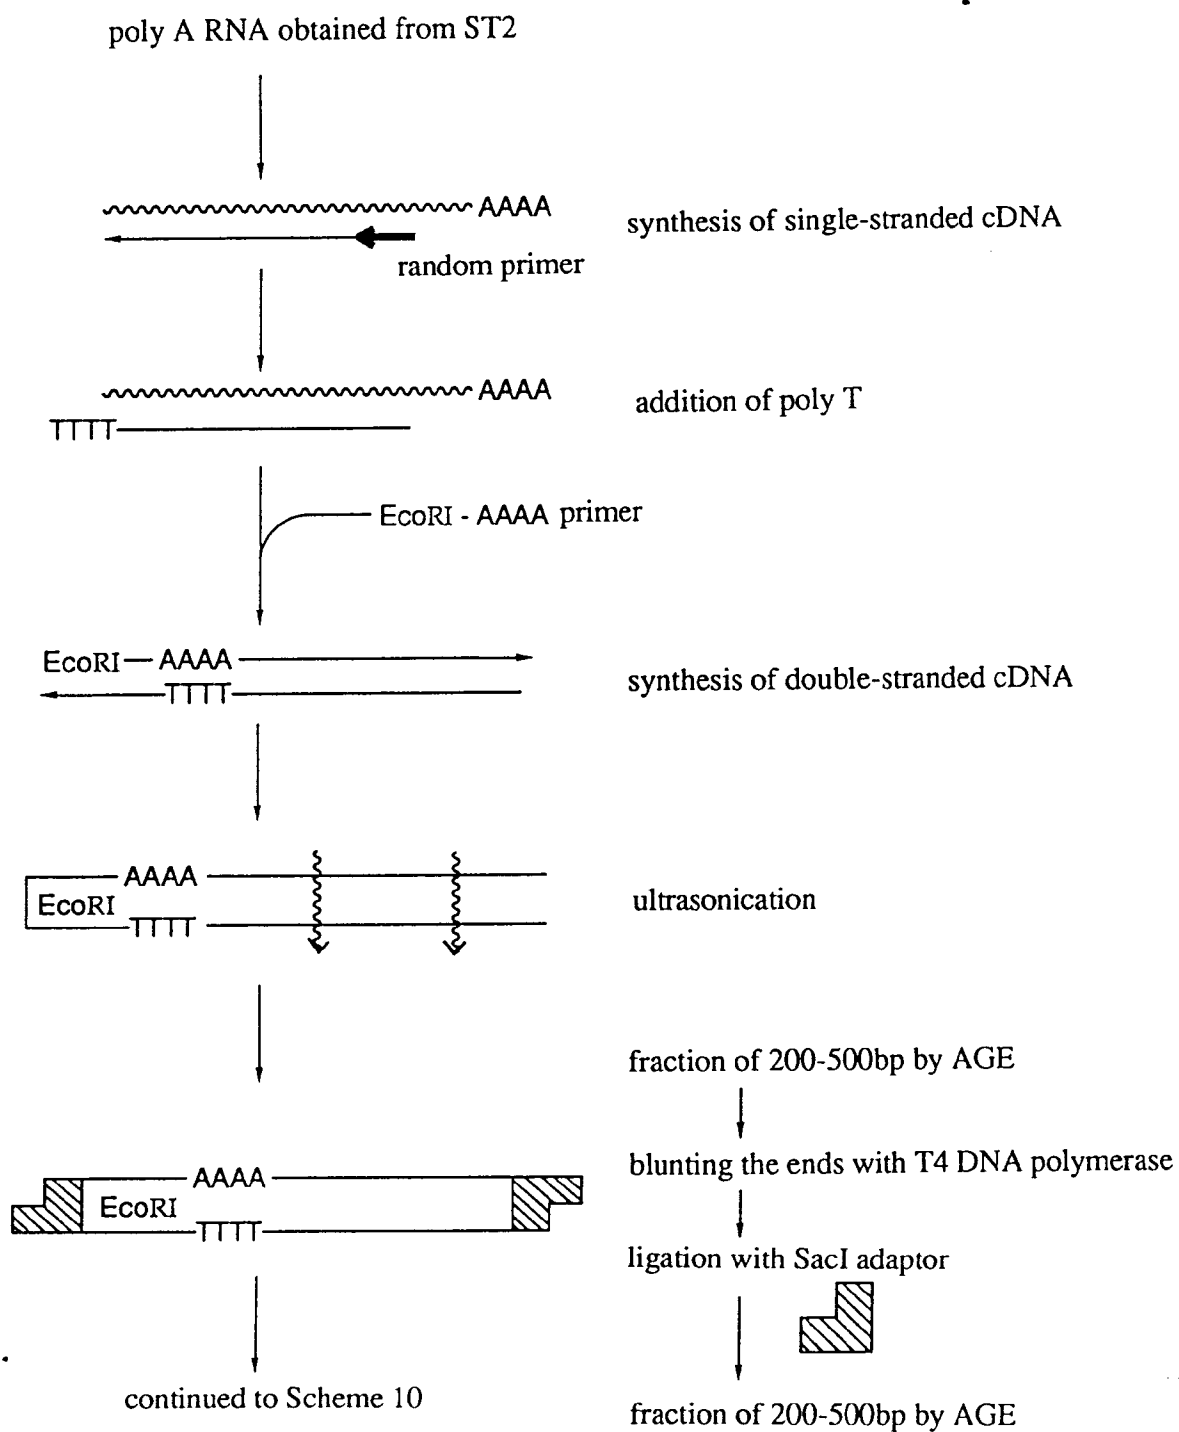 poly A RNA obtained from ST2
AAAA
synthesis of single-stranded cDNA
random primer
AAAA
addition of poly T
TTTT
EcoRI - AAAA primer
EcoRI AAAA
TTTT
synthesis of double-stranded cDNA
AAAA
EcoRI
TTTT
ultrasonication
fraction of 200-500bp by AGE
blunting the ends with T4 DNA polymerase
AAAA
EcoRI
TTTT
ligation with SacI adaptor
continued to Scheme 10
fraction of 200-500bp by AGE